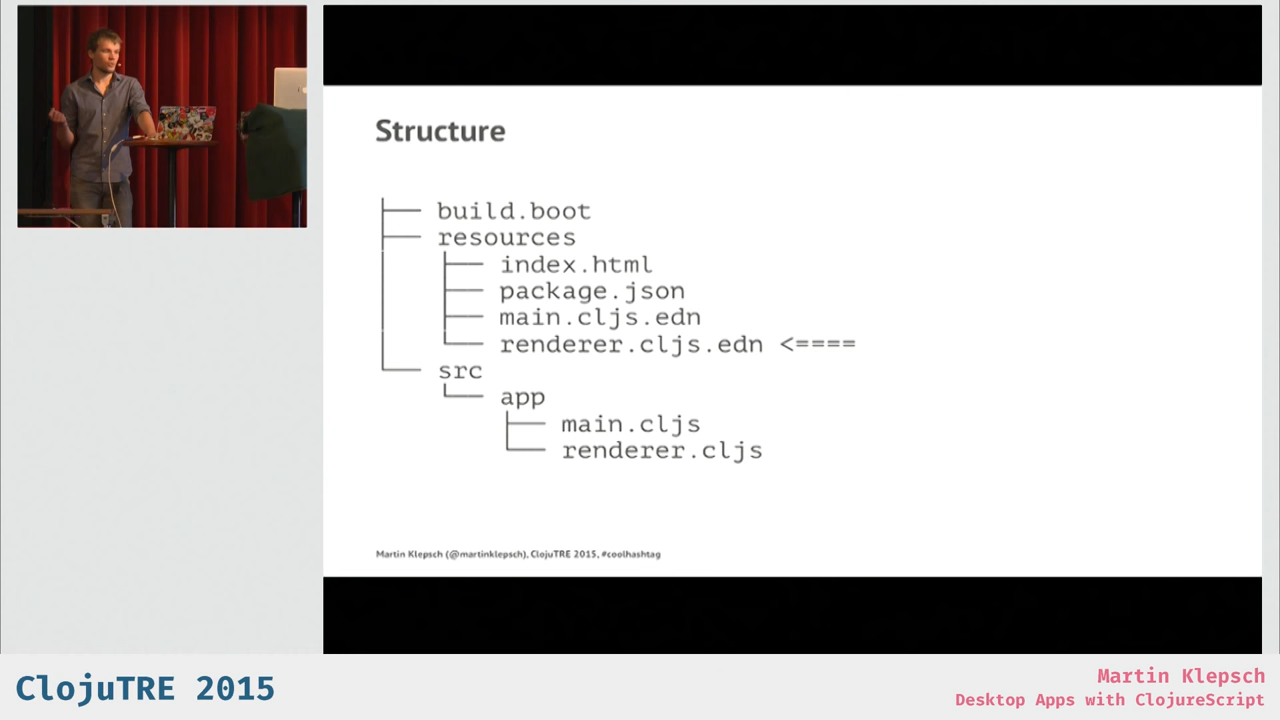 Structure
build.boot
resources
index.html
package.json
main.cljs.edn
renderer.cljs.edn <====
src
app
main.cljs
renderer.cljs
Martin Klepsch (@martinklepsch), ClojuTRE 2015, #coolhashtag
ClojuTRE 2015
Martin Klepsch
Desktop Apps with ClojureScript